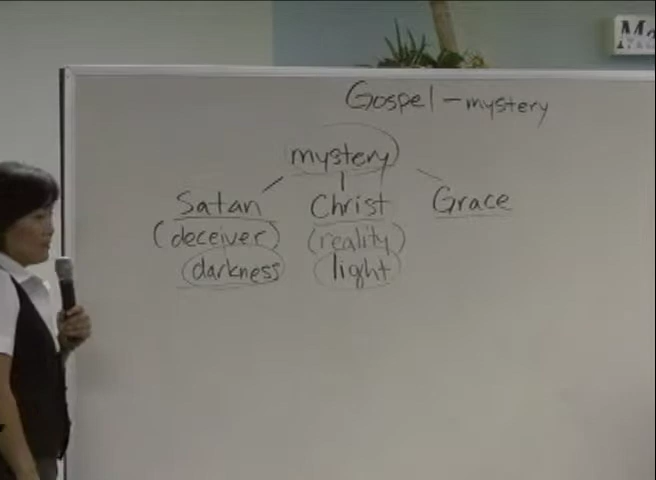 Gospel - mystery
mystery
Satan Christ Grace
(deceiver) (reality)
darkness light